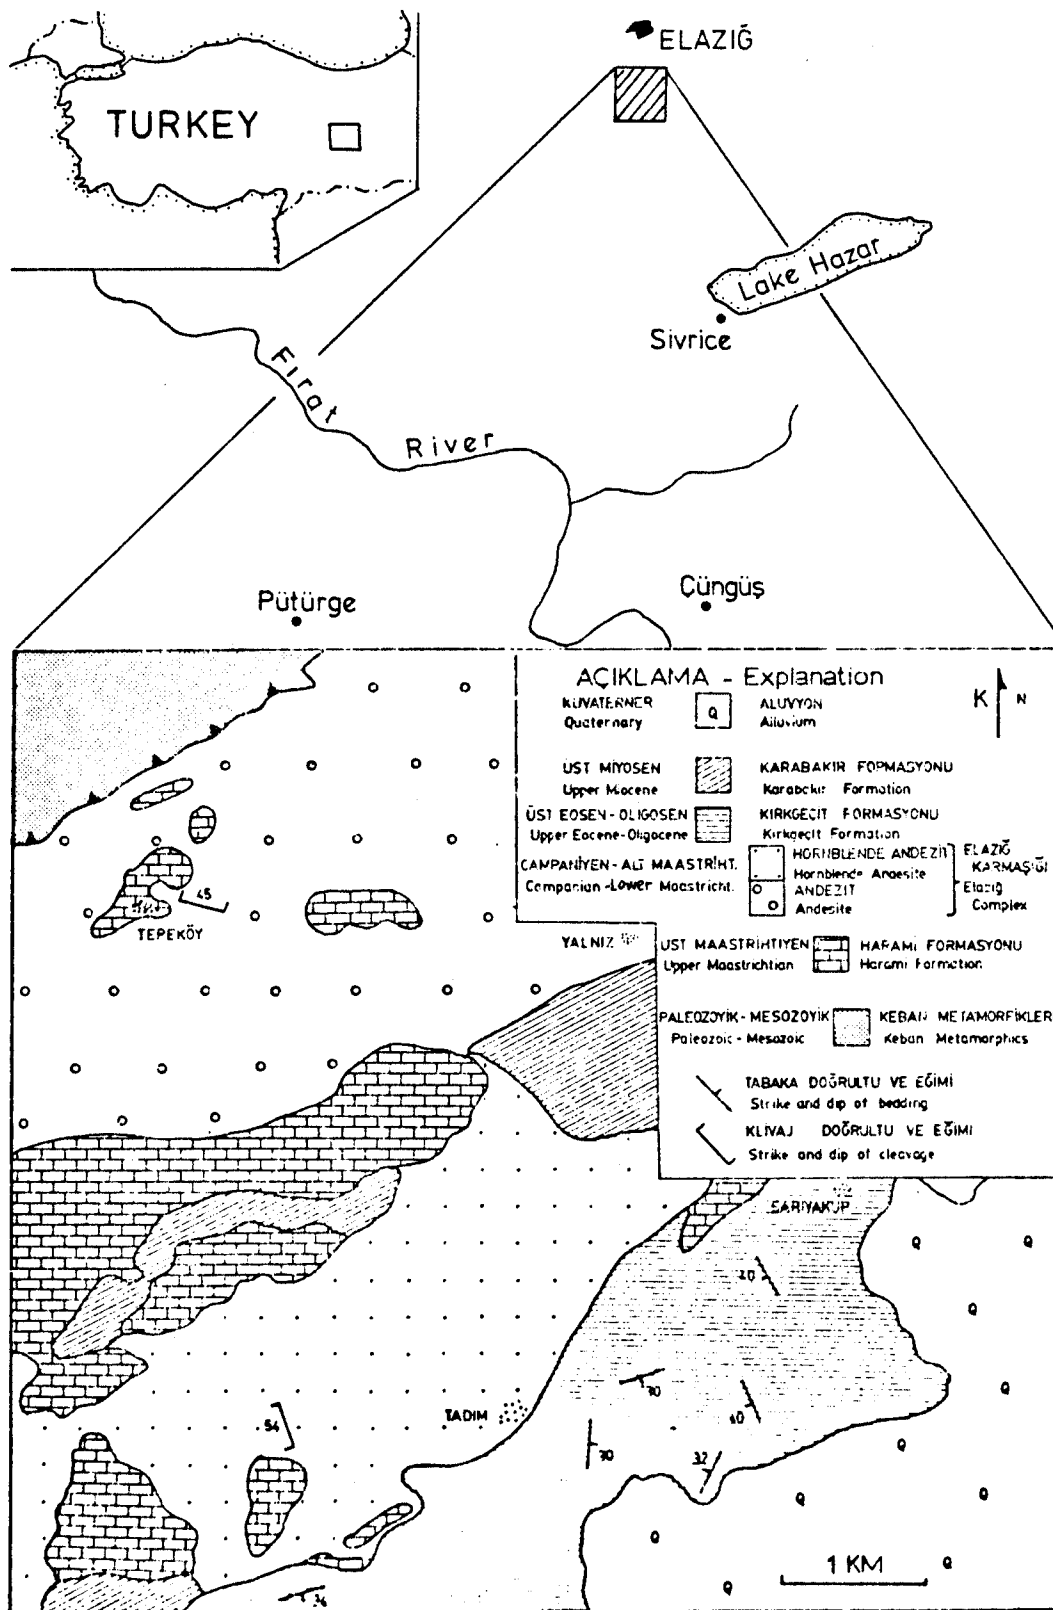 ELAZIĞ
TURKEY
Lake Hazar
Sivrice
Fırat
River
Çüngüş
Pütürge
AÇIKLAMA - Explanation
KUVATERNER
Quaternary
Q
ALUVYON
Alluvium
K
N
ÜST MİYOSEN
Upper Miocene
KARABAKIR FORMASYONU
Karabakır Formation
ÜST EOSEN - OLİGOSEN
Upper Eocene-Oligocene
KIRKGEÇİT FORMASYONU
Kırkgeçit Formation
CAMPANİYEN - ALT MAASTRİHT.
Companian -Lower Maastricht.
HORNBLENDE ANDEZİT
Hornblende Andesite
ANDEZİT
Andesite
ELAZIĞ
KARMAŞIĞI
Elazığ
Complex
ÜST MAASTRİHTİYEN
Upper Maastrichtian
HARAMİ FORMASYONU
Harami Formation
PALEOZOYİK - MESOZOYİK
Paleozoic - Mesozoic
KEBAN METAMORFİKLER
Keban Metamorphics
TABAKA DOĞRULTU VE EĞİMİ
Strike and dip of bedding
KLİVAJ DOĞRULTU VE EĞİMİ
Strike and dip of cleavage
45
TEPEKÖY
YALNIZ
SARIYAKUP
Q
Q
Q
Q
Q
Q
Q
Q
Q
Q
TADIM
54
32
1 KM